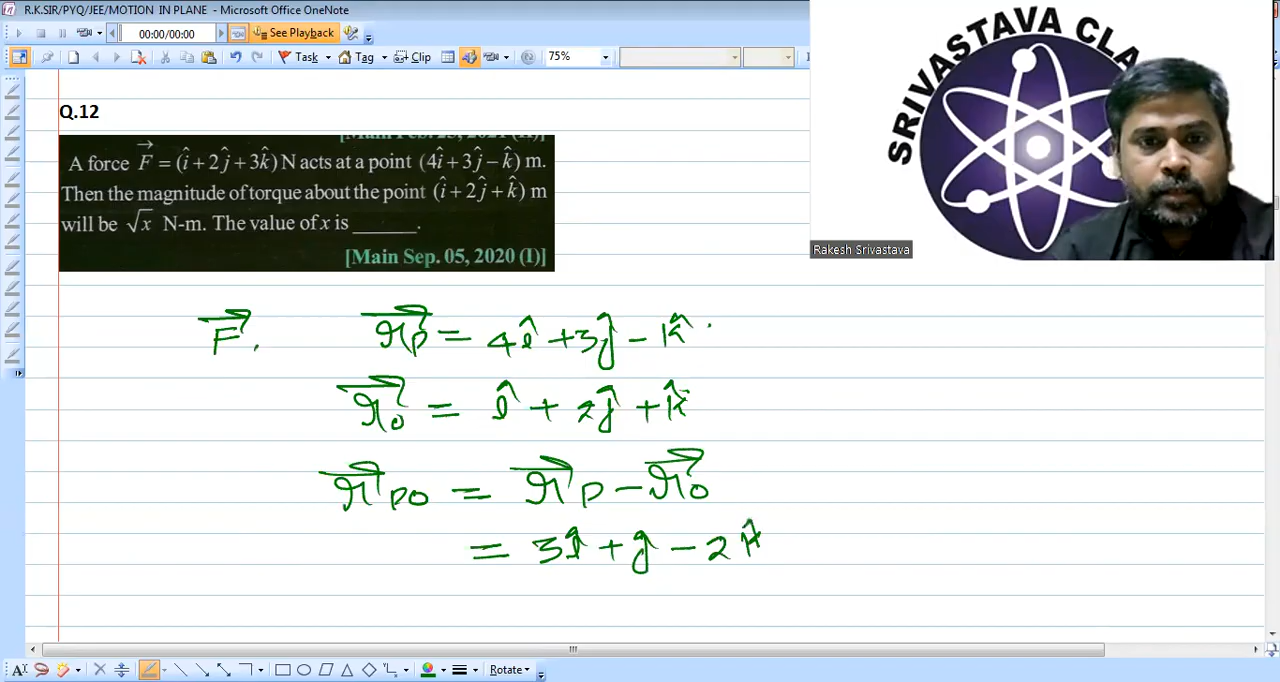 R.K.SIR/PYQ/JEE/MOTION IN PLANE - Microsoft Office OneNote
00:00/00:00 See Playback
Task Tag Clip 75%
SRIVASTAVA CLA
Rakesh Srivastava
Q.12
A force F⃗ = (î + 2ĵ + 3k̂) N acts at a point (4î + 3ĵ − k̂) m.
Then the magnitude of torque about the point (î + 2ĵ + k̂) m
will be √x N-m. The value of x is ______.
[Main Sep. 05, 2020 (I)]
F⃗. r⃗p = 4î + 3ĵ − k̂
r⃗o = î + 2ĵ + k̂
r⃗po = r⃗p − r⃗o
= 3î + ĵ − 2k̂
Rotate